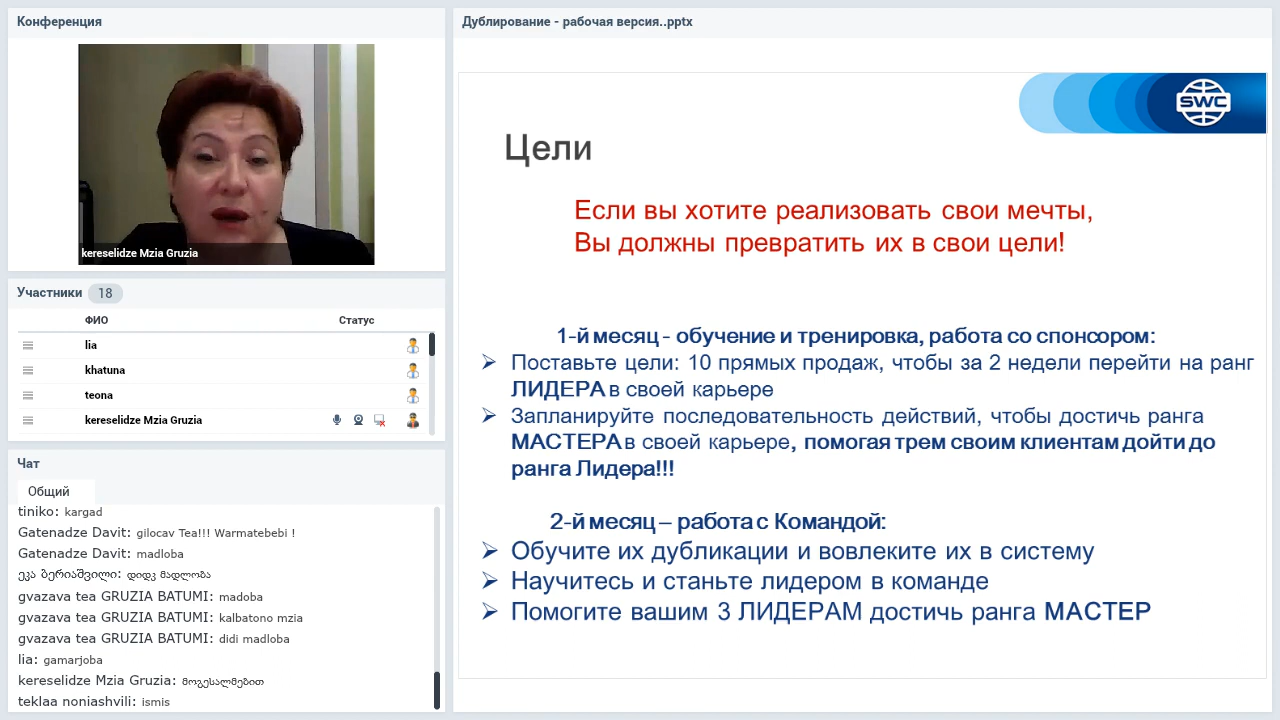 Конференция
kereselidze Mzia Gruzia
Участники 18
ФИО Статус
lia
khatuna
teona
kereselidze Mzia Gruzia
Чат
Общий
tiniko: kargad
Gatenadze Davit: gilocav Tea!!! Warmatebebi !
Gatenadze Davit: madloba
ეკა ბერიაშვილი: დიდკ მადლობა
gvazava tea GRUZIA BATUMI: madoba
gvazava tea GRUZIA BATUMI: kalbatono mzia
gvazava tea GRUZIA BATUMI: didi madloba
lia: gamarjoba
kereselidze Mzia Gruzia: მოგესალმებით
teklaa noniashvili: ismis
Дублирование - рабочая версия..pptx
SWC
Цели
Если вы хотите реализовать свои мечты,
Вы должны превратить их в свои цели!
1-й месяц - обучение и тренировка, работа со спонсором:
Поставьте цели: 10 прямых продаж, чтобы за 2 недели перейти на ранг
ЛИДЕРА в своей карьере
Запланируйте последовательность действий, чтобы достичь ранга
МАСТЕРА в своей карьере, помогая трем своим клиентам дойти до
ранга Лидера!!!
2-й месяц – работа с Командой:
Обучите их дубликации и вовлеките их в систему
Научитесь и станьте лидером в команде
Помогите вашим 3 ЛИДЕРАМ достичь ранга МАСТЕР